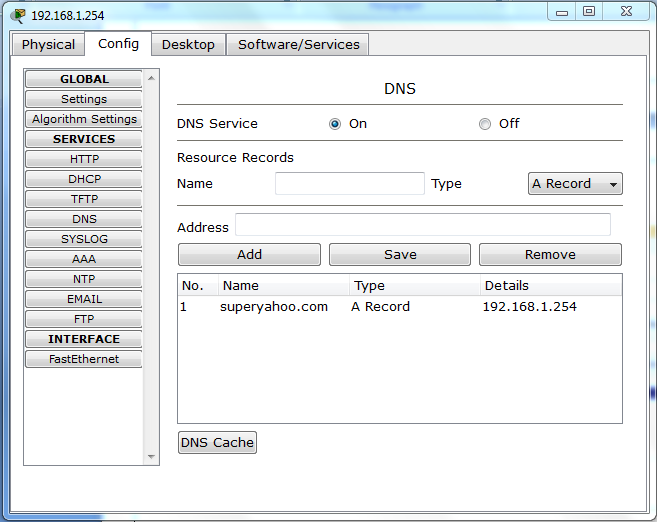 192.168.1.254
Physical Config Desktop Software/Services
GLOBAL
Settings
Algorithm Settings
SERVICES
HTTP
DHCP
TFTP
DNS
SYSLOG
AAA
NTP
EMAIL
FTP
INTERFACE
FastEthernet
DNS
DNS Service On Off
Resource Records
Name Type A Record
Address
Add Save Remove
No. Name Type Details
1 superyahoo.com A Record 192.168.1.254
DNS Cache